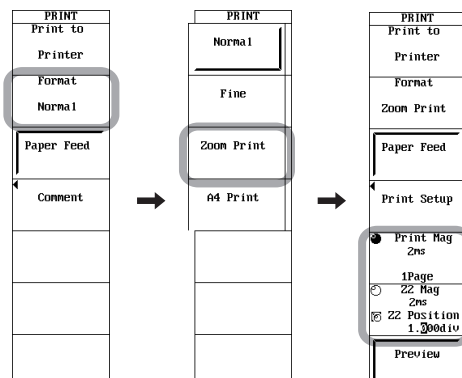 PRINT
Print to
Printer
Format
Normal
Paper Feed
Comment
PRINT
Normal
Fine
Zoom Print
A4 Print
PRINT
Print to
Printer
Format
Zoom Print
Paper Feed
Print Setup
Print Mag
2ms
1Page
Z2 Mag
2ms
Z2 Position
1.000div
Preview